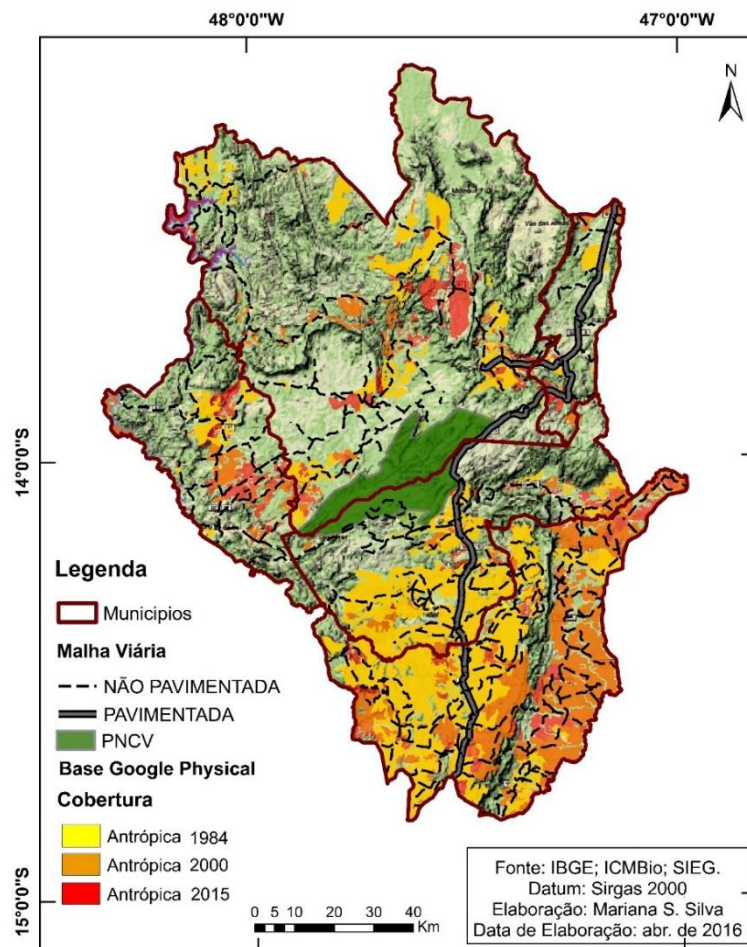 48°0'0"W
47°0'0"W
N
14°0'0"S
Legenda
Municipios
Malha Viária
NÃO PAVIMENTADA
PAVIMENTADA
PNCV
Base Google Physical
Cobertura
Antrópica 1984
Antrópica 2000
Antrópica 2015
15°0'0"S
0 5 10 20 30 40
Km
Fonte: IBGE; ICMBio; SIEG.
Datum: Sirgas 2000
Elaboração: Mariana S. Silva
Data de Elaboração: abr. de 2016